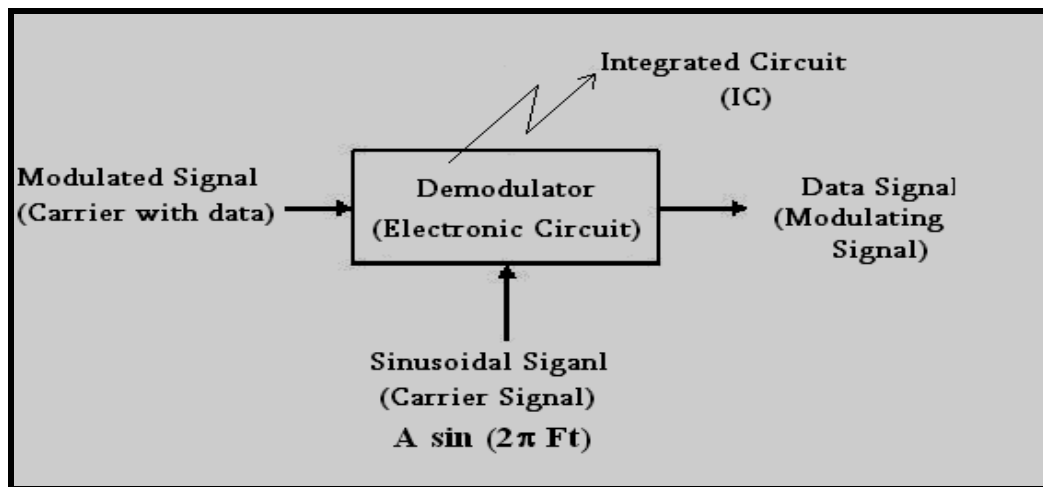 Integrated Circuit
(IC)
Modulated Signal
(Carrier with data)
Demodulator
(Electronic Circuit)
Data Signal
(Modulating
Signal)
Sinusoidal Siganl
(Carrier Signal)
A sin (2π Ft)